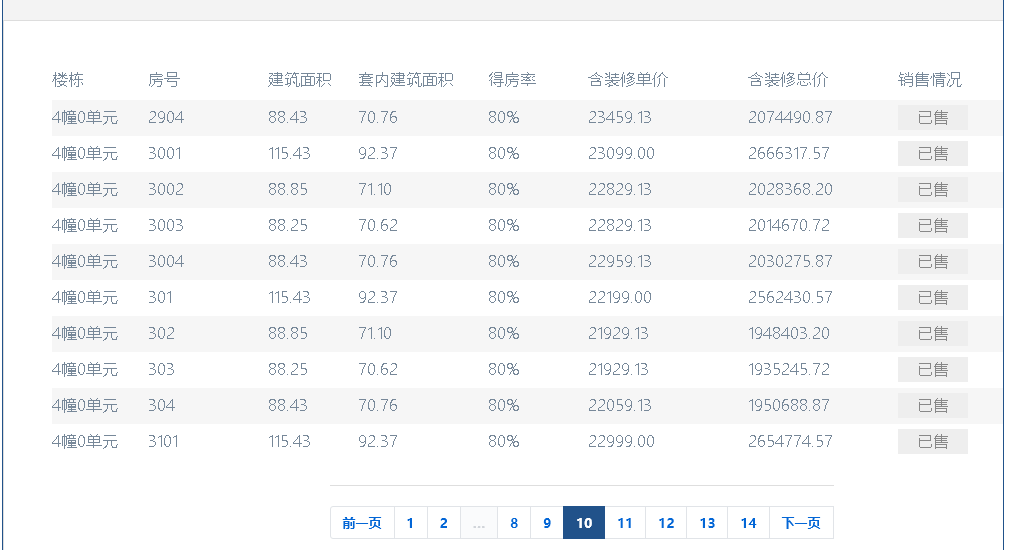 楼栋 房号 建筑面积 套内建筑面积 得房率 含装修单价 含装修总价 销售情况
4幢0单元 2904 88.43 70.76 80% 23459.13 2074490.87 已售
4幢0单元 3001 115.43 92.37 80% 23099.00 2666317.57 已售
4幢0单元 3002 88.85 71.10 80% 22829.13 2028368.20 已售
4幢0单元 3003 88.25 70.62 80% 22829.13 2014670.72 已售
4幢0单元 3004 88.43 70.76 80% 22959.13 2030275.87 已售
4幢0单元 301 115.43 92.37 80% 22199.00 2562430.57 已售
4幢0单元 302 88.85 71.10 80% 21929.13 1948403.20 已售
4幢0单元 303 88.25 70.62 80% 21929.13 1935245.72 已售
4幢0单元 304 88.43 70.76 80% 22059.13 1950688.87 已售
4幢0单元 3101 115.43 92.37 80% 22999.00 2654774.57 已售
前一页 1 2 ... 8 9 10 11 12 13 14 下一页